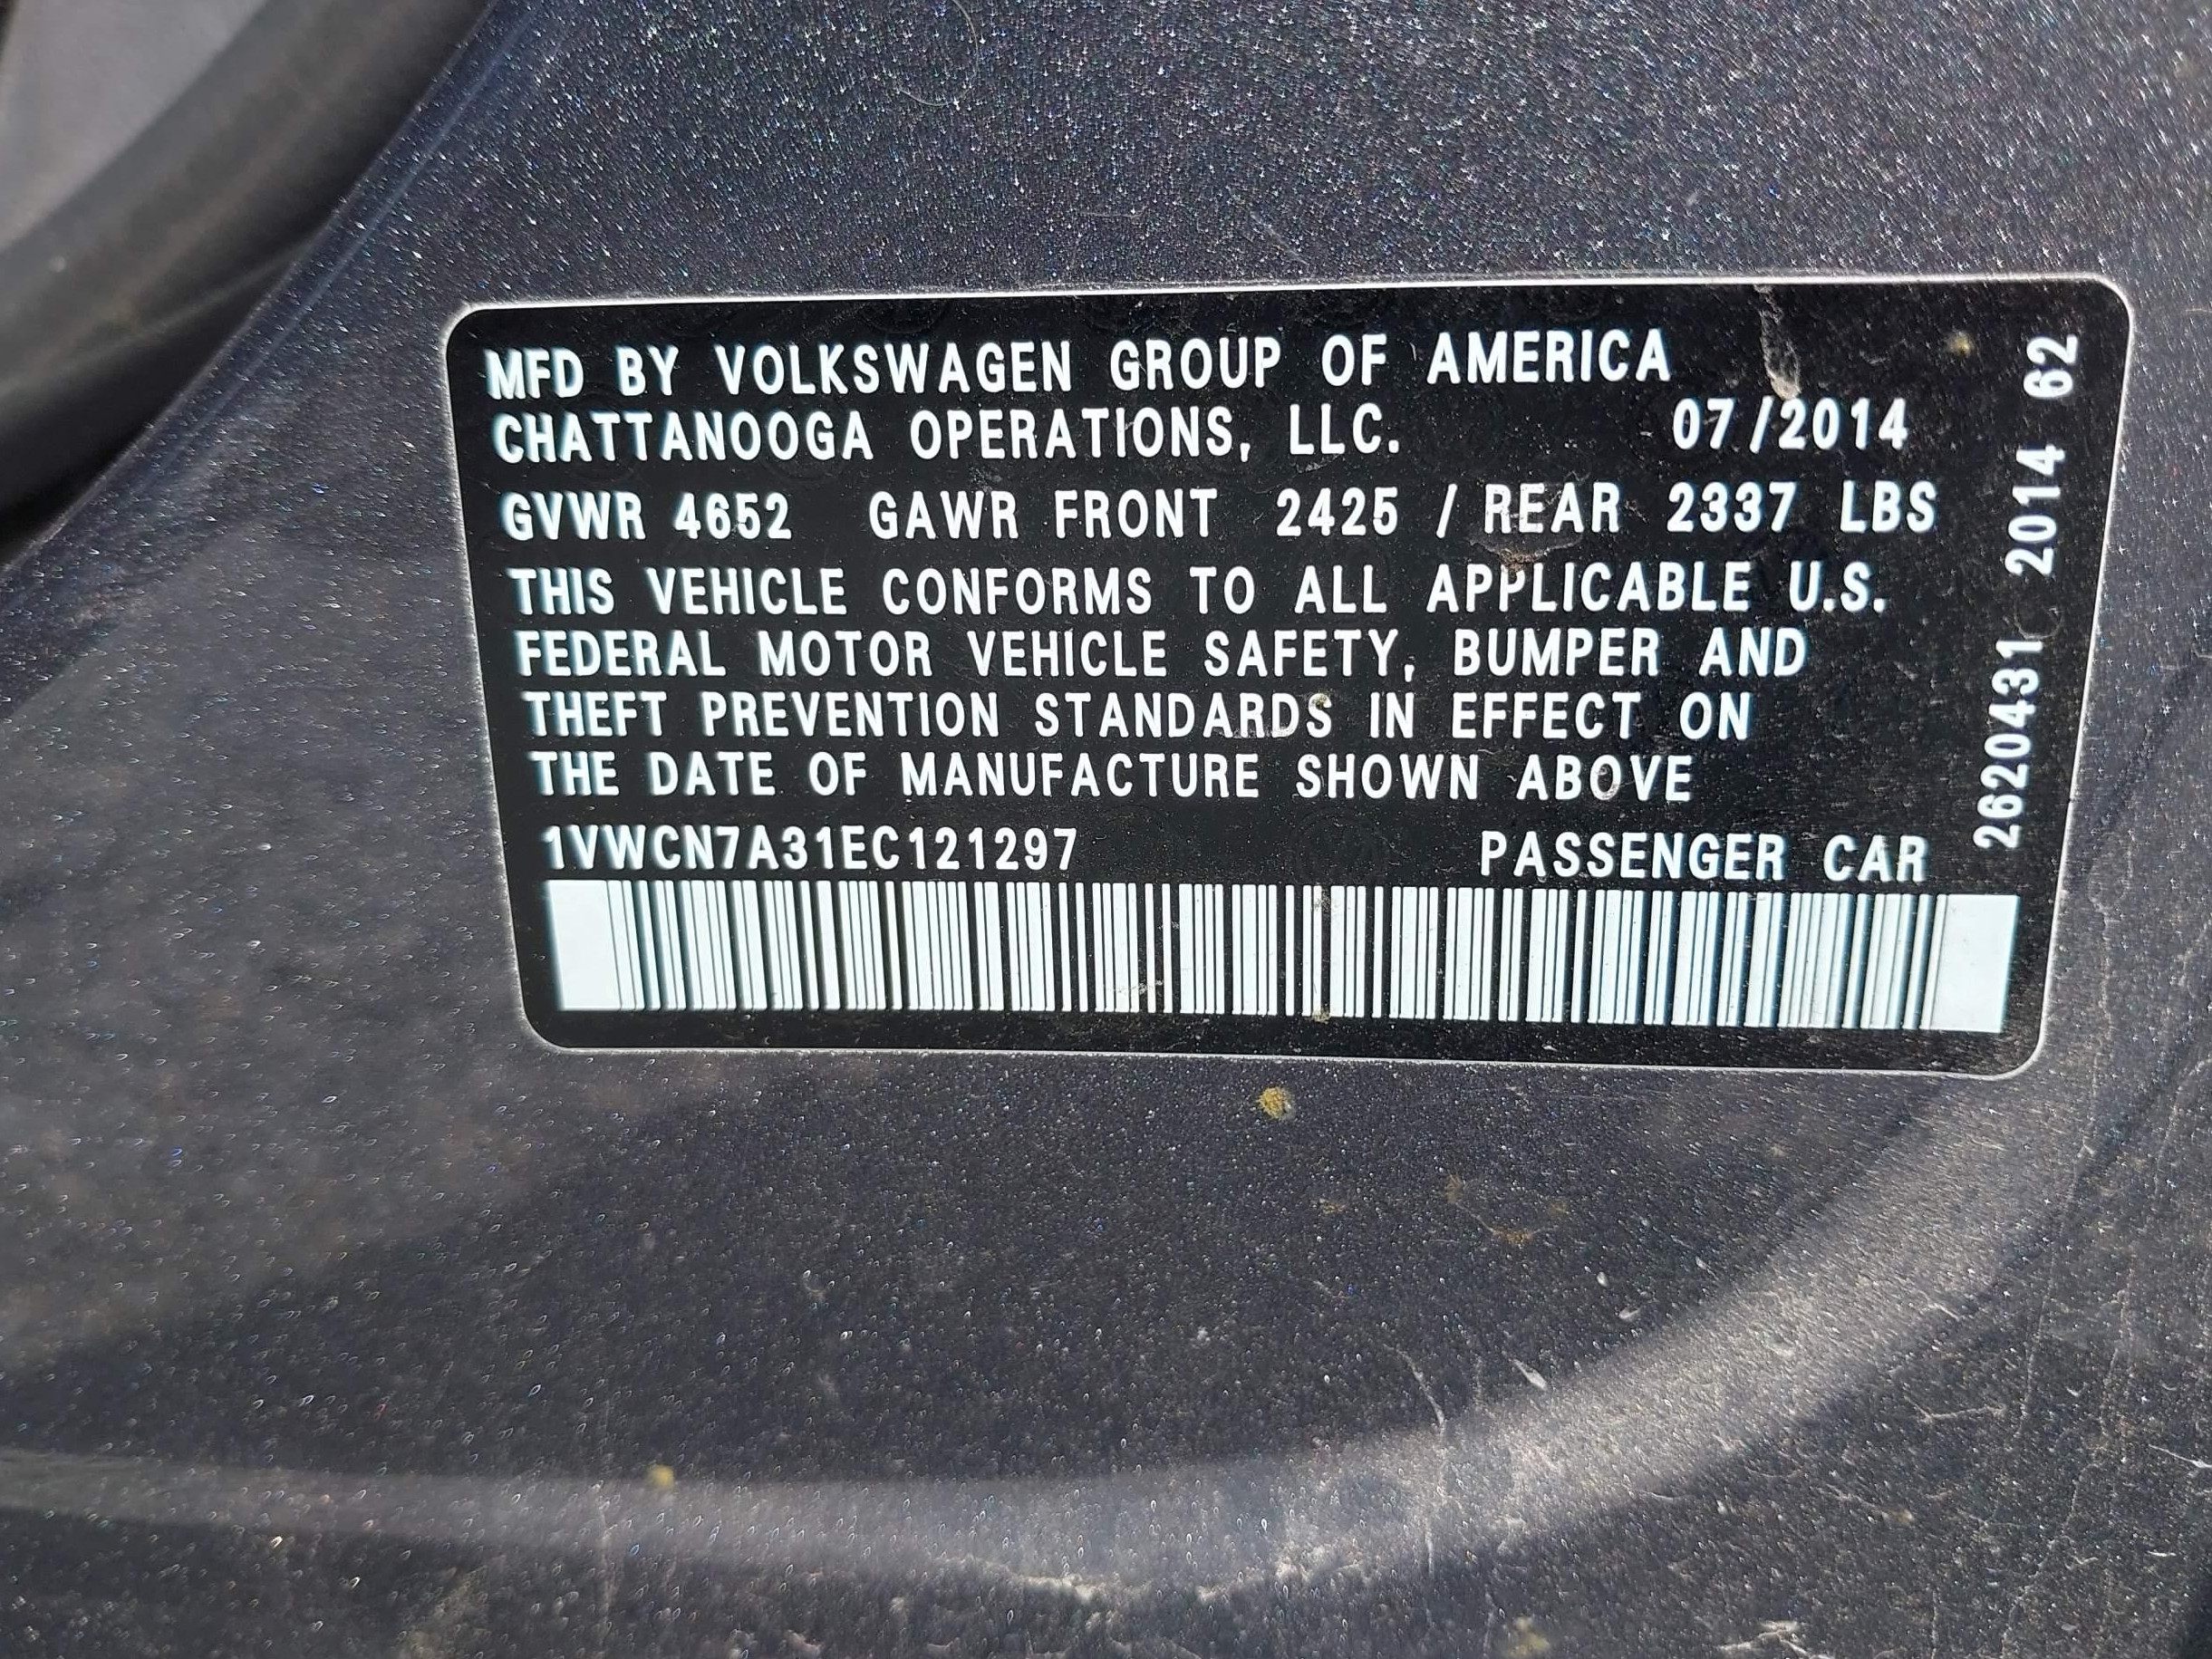 MFD BY VOLKSWAGEN GROUP OF AMERICA
CHATTANOOGA OPERATIONS, LLC. 07/2014
GVWR 4652 GAWR FRONT 2425 / REAR 2337 LBS
THIS VEHICLE CONFORMS TO ALL APPLICABLE U.S.
FEDERAL MOTOR VEHICLE SAFETY, BUMPER AND
THEFT PREVENTION STANDARDS IN EFFECT ON
THE DATE OF MANUFACTURE SHOWN ABOVE
1VWCN7A31EC121297 PASSENGER CAR
2620431 2014 62